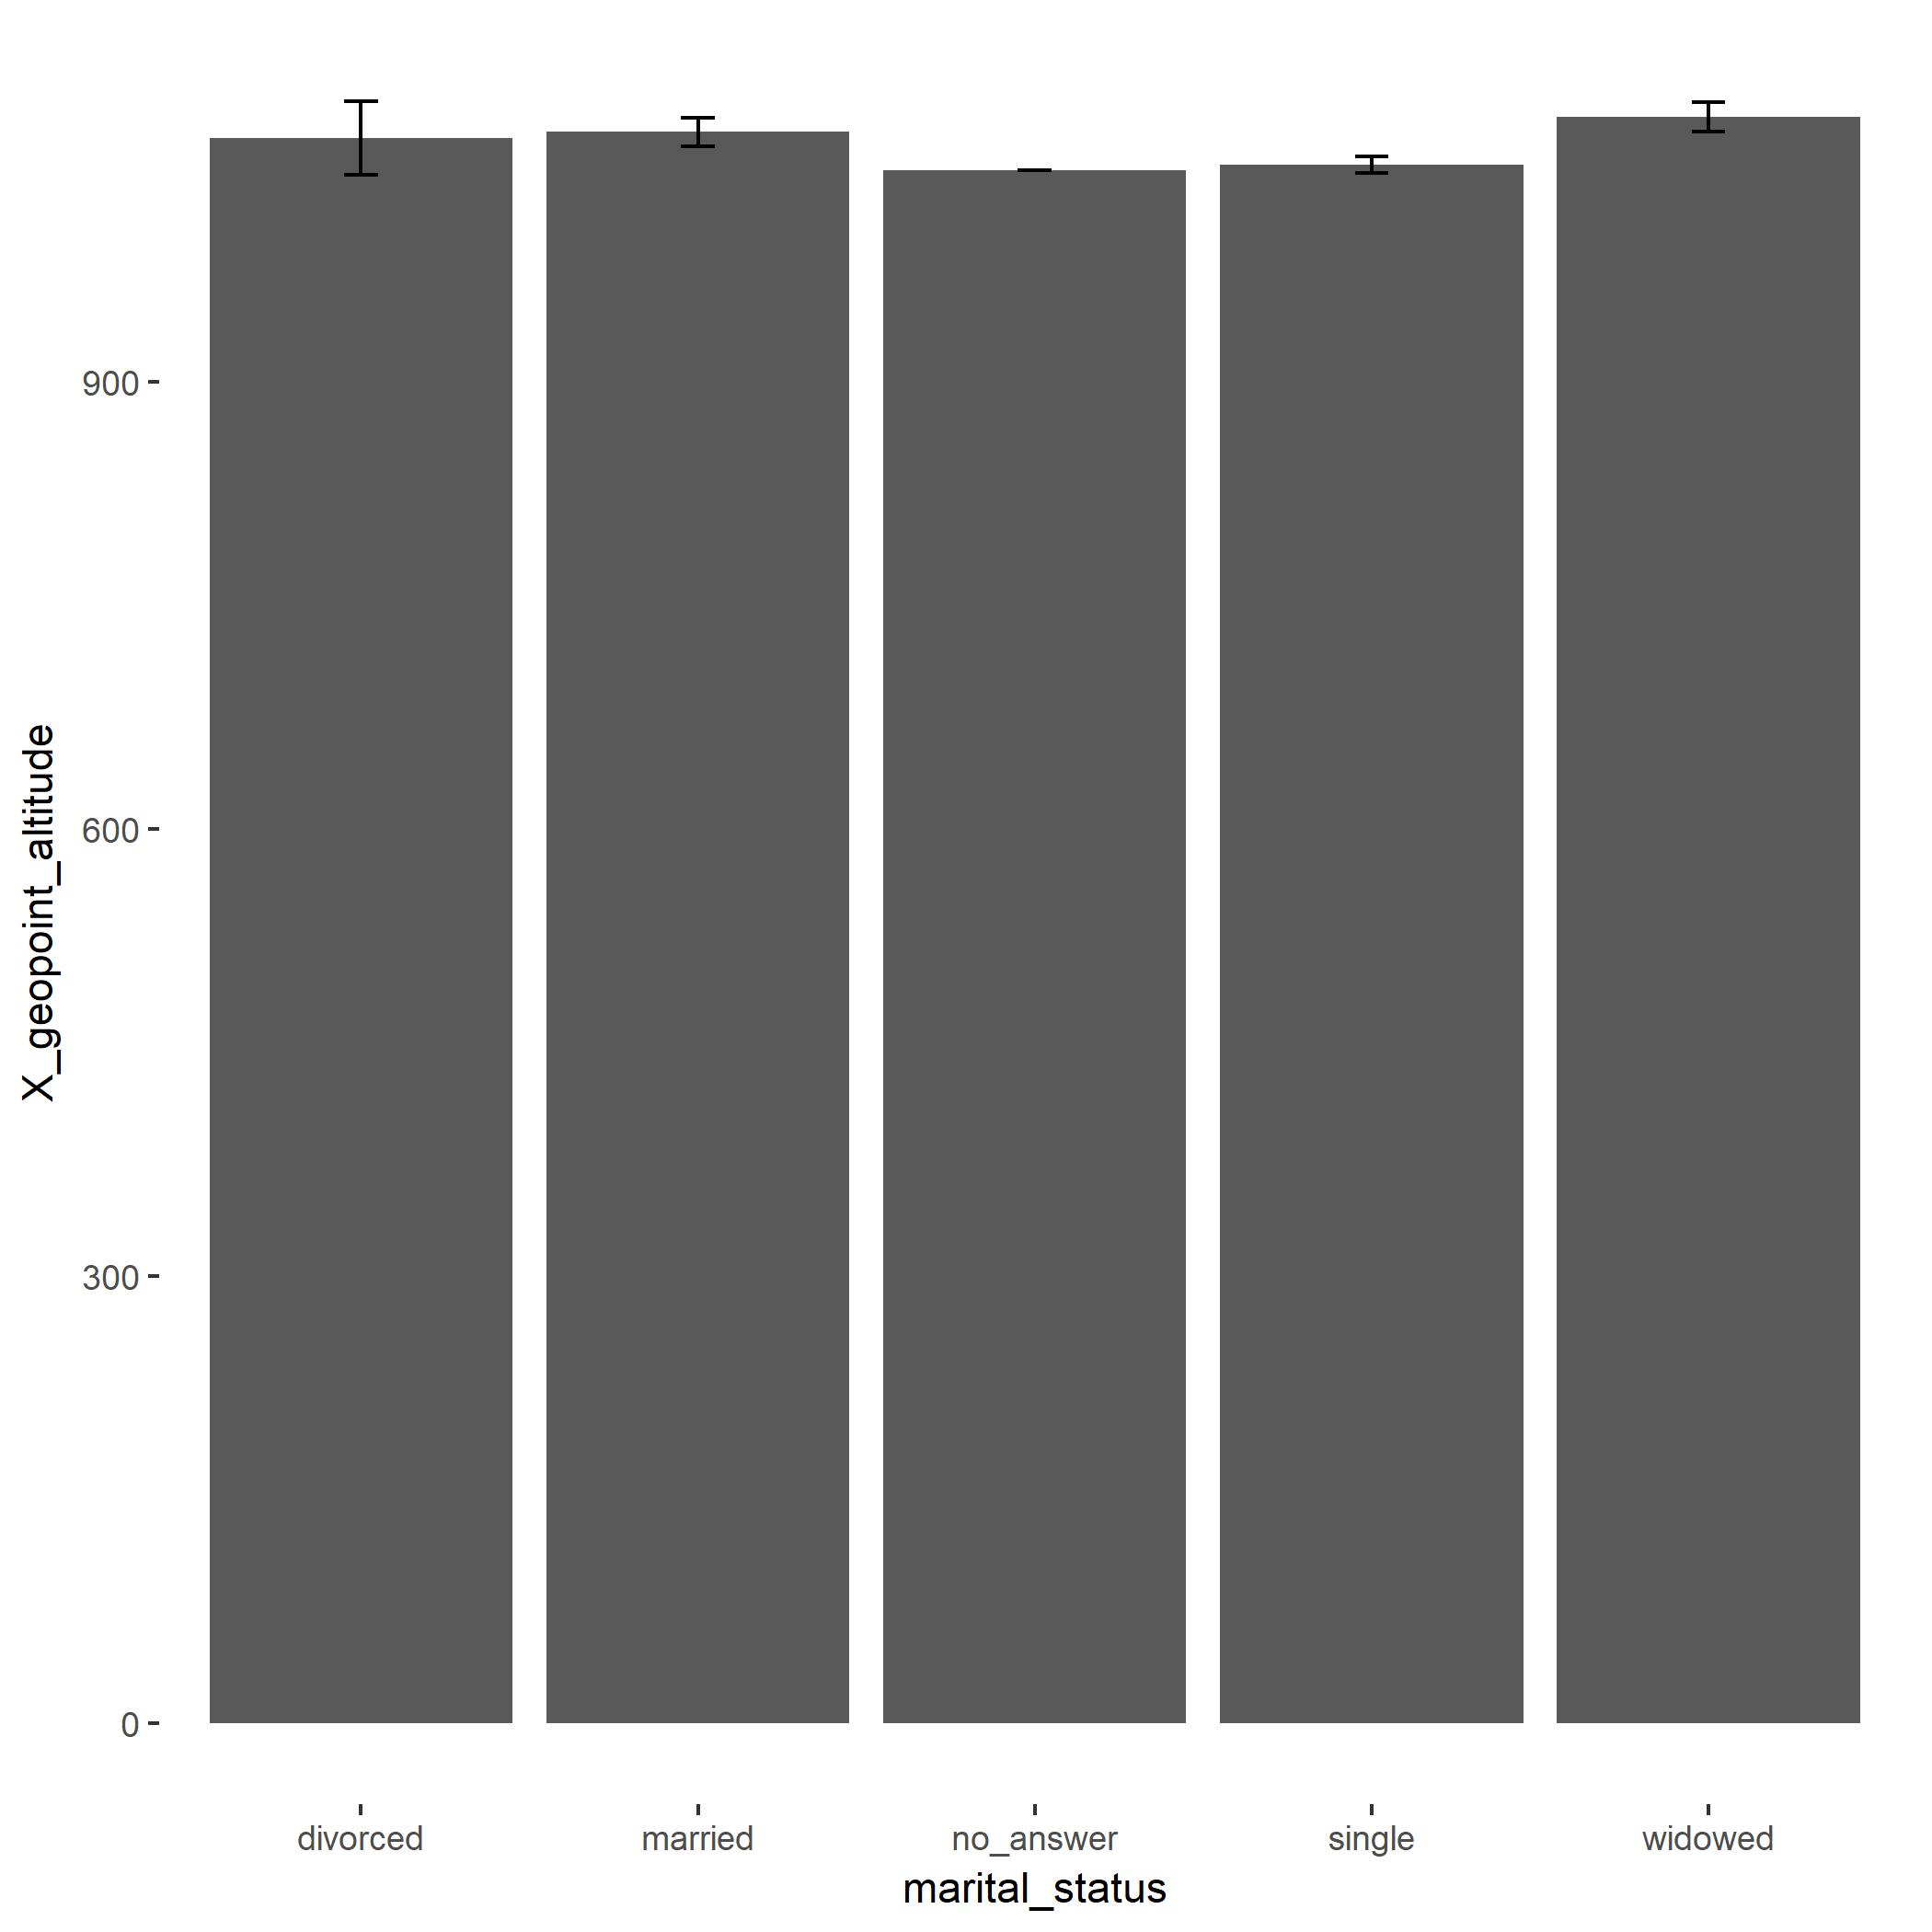 X_geopoint_altitude
900
600
300
0
divorced married no_answer single widowed
marital_status